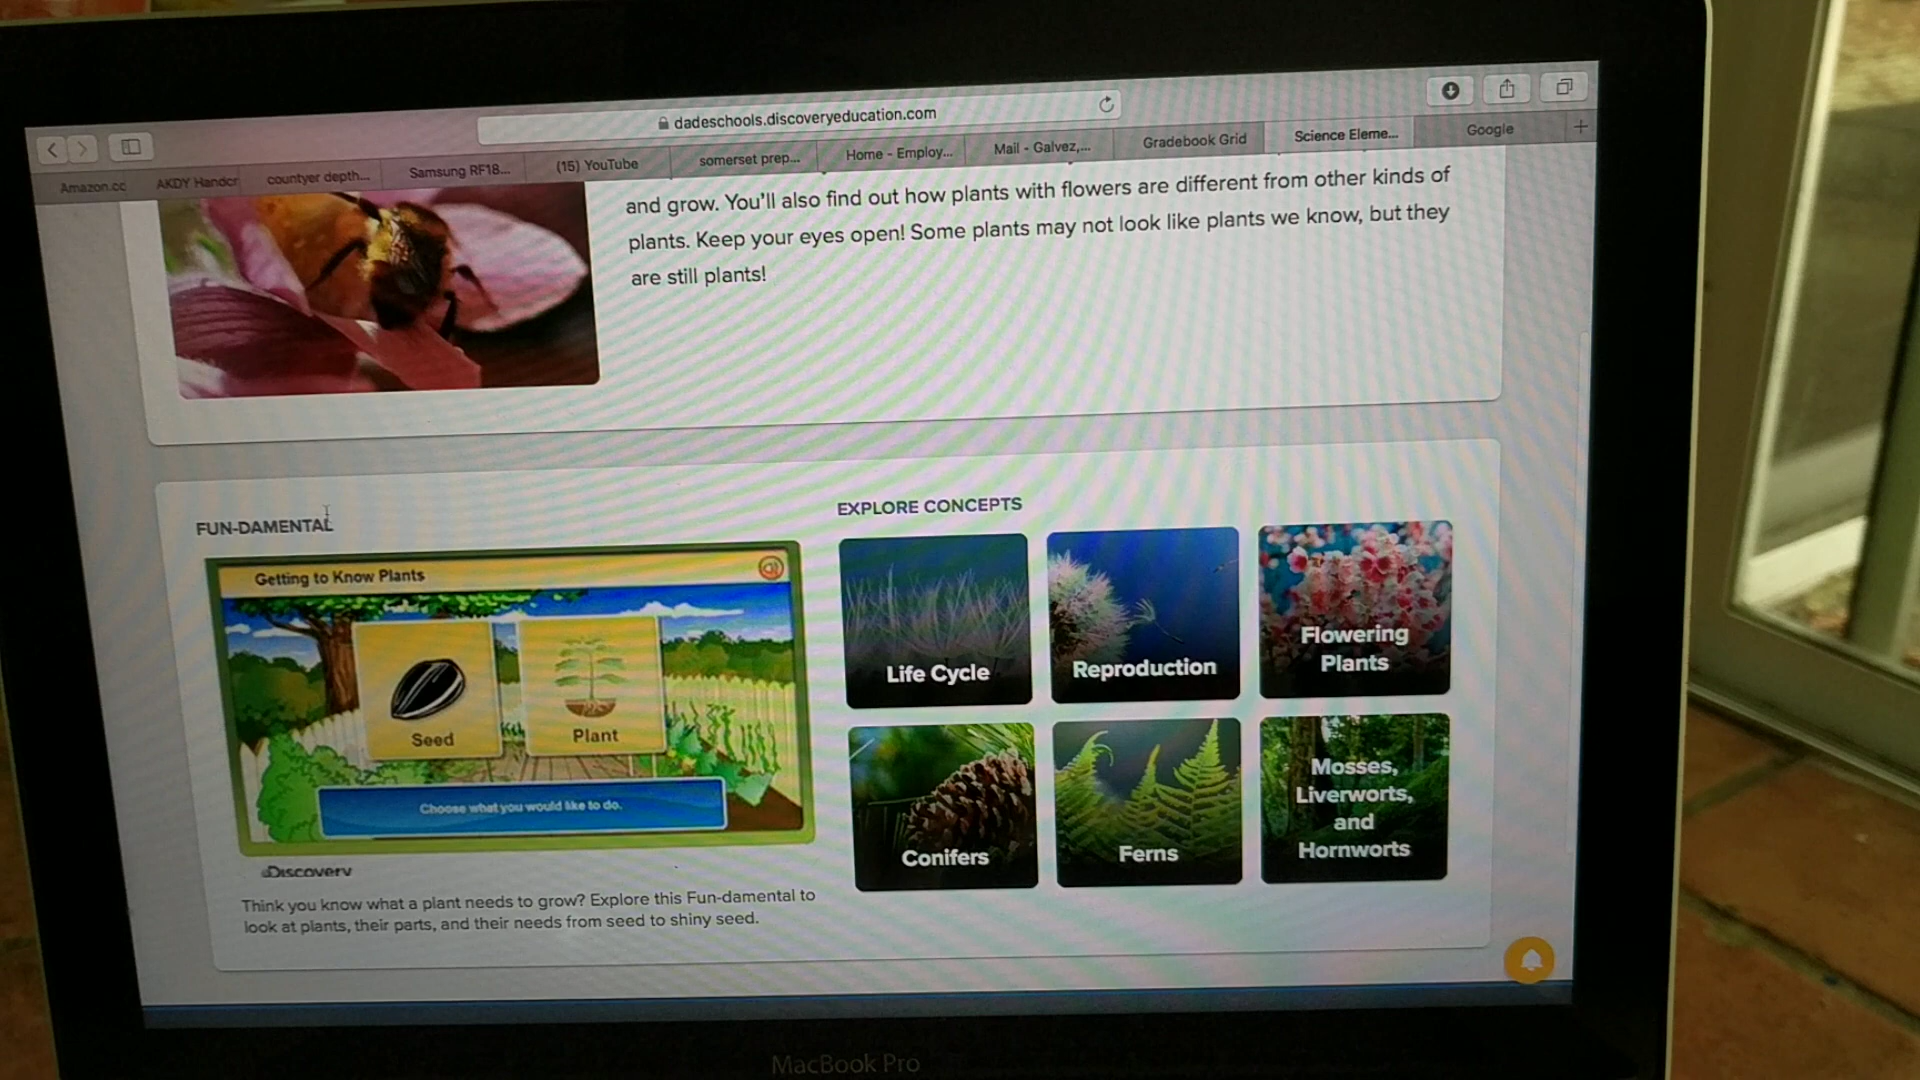 dadeschools.discoveryeducation.com
Amazon.cc
AKDY Handcr
countyer depth...
Samsung RF18...
(15) YouTube
somerset prep...
Home - Employ...
Mail - Galvez,...
Gradebook Grid
Science Eleme...
Google
and grow. You'll also find out how plants with flowers are different from other kinds of
plants. Keep your eyes open! Some plants may not look like plants we know, but they
are still plants!
FUN-DAMENTAL
Getting to Know Plants
Seed
Plant
Choose what you would like to do.
Discovery
Think you know what a plant needs to grow? Explore this Fun-damental to
look at plants, their parts, and their needs from seed to shiny seed.
EXPLORE CONCEPTS
Life Cycle
Reproduction
Flowering
Plants
Conifers
Ferns
Mosses,
Liverworts,
and
Hornworts
MacBook Pro